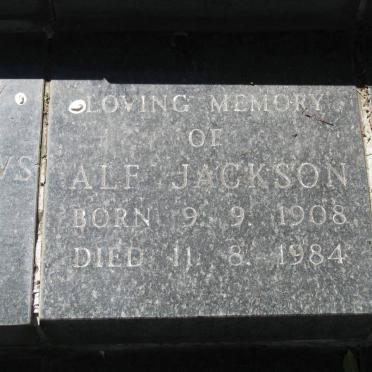 LOVING MEMORY
OF
ALF JACKSON
BORN 9. 9. 1908
DIED 11. 8. 1984